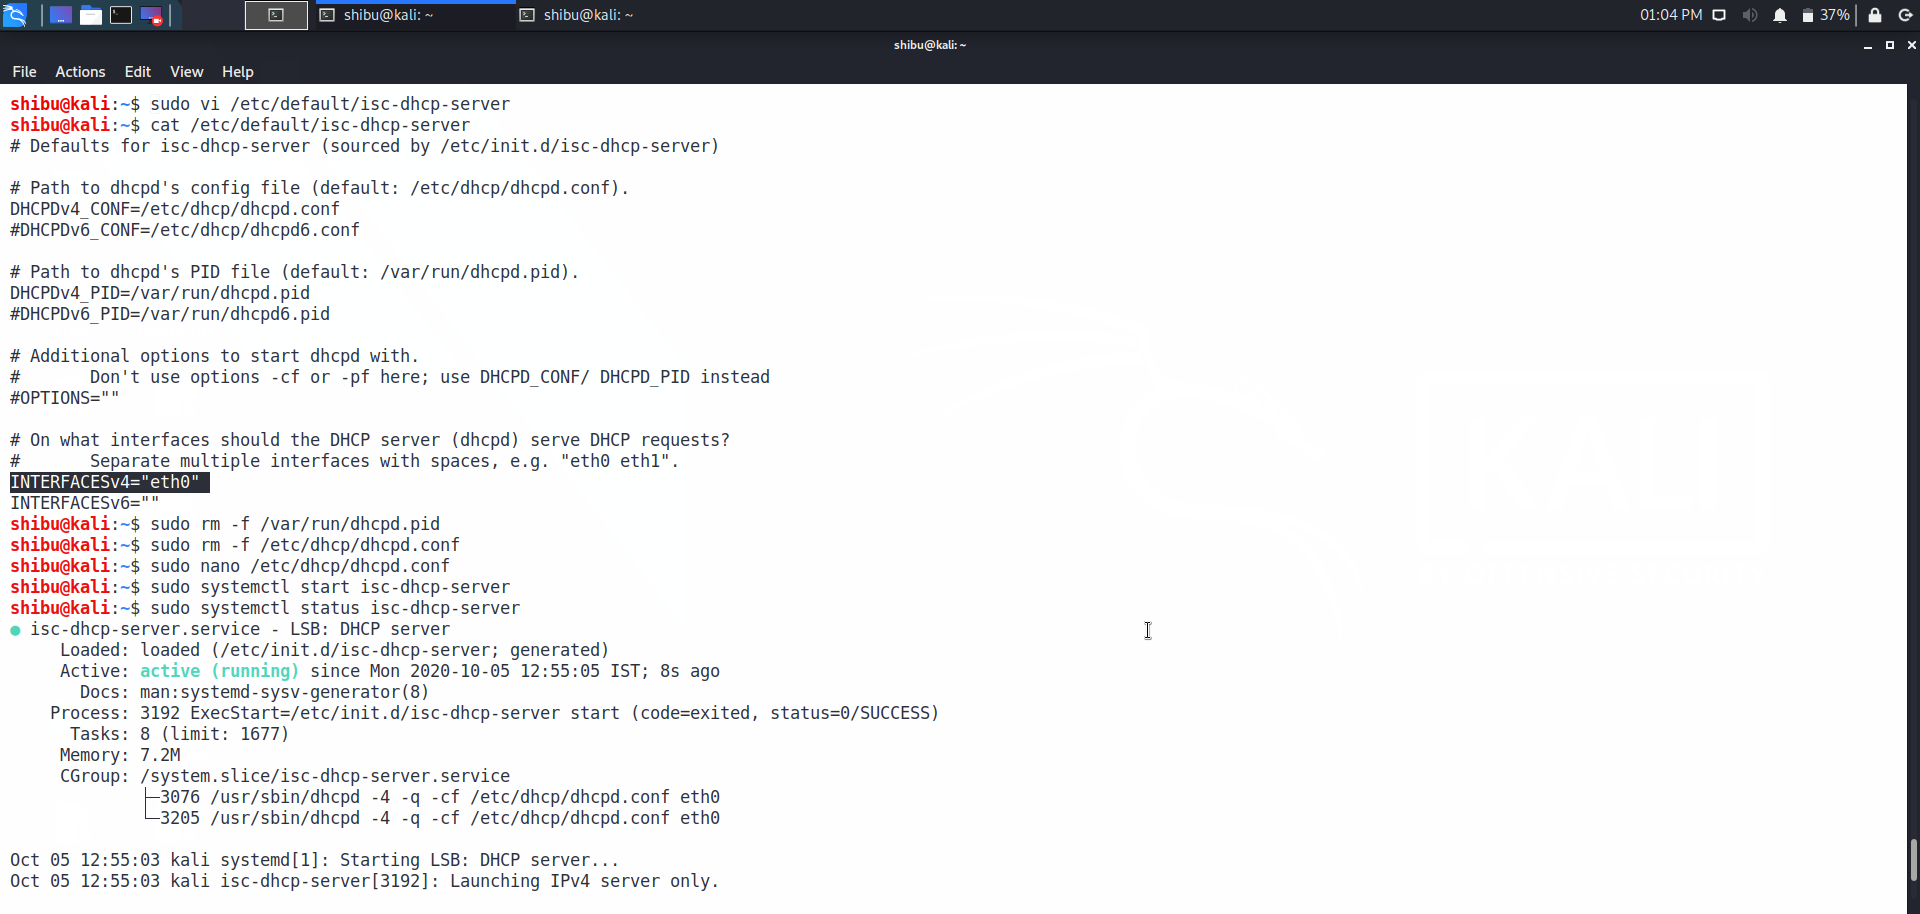 shibu@kali: ~
shibu@kali: ~
01:04 PM
37%
shibu@kali: ~
File Actions Edit View Help
shibu@kali:~$ sudo vi /etc/default/isc-dhcp-server
shibu@kali:~$ cat /etc/default/isc-dhcp-server
# Defaults for isc-dhcp-server (sourced by /etc/init.d/isc-dhcp-server)
# Path to dhcpd's config file (default: /etc/dhcp/dhcpd.conf).
DHCPDv4_CONF=/etc/dhcp/dhcpd.conf
#DHCPDv6_CONF=/etc/dhcp/dhcpd6.conf
# Path to dhcpd's PID file (default: /var/run/dhcpd.pid).
DHCPDv4_PID=/var/run/dhcpd.pid
#DHCPDv6_PID=/var/run/dhcpd6.pid
# Additional options to start dhcpd with.
#       Don't use options -cf or -pf here; use DHCPD_CONF/ DHCPD_PID instead
#OPTIONS=""
# On what interfaces should the DHCP server (dhcpd) serve DHCP requests?
#       Separate multiple interfaces with spaces, e.g. "eth0 eth1".
INTERFACESv4="eth0"
INTERFACESv6=""
shibu@kali:~$ sudo rm -f /var/run/dhcpd.pid
shibu@kali:~$ sudo rm -f /etc/dhcp/dhcpd.conf
shibu@kali:~$ sudo nano /etc/dhcp/dhcpd.conf
shibu@kali:~$ sudo systemctl start isc-dhcp-server
shibu@kali:~$ sudo systemctl status isc-dhcp-server
● isc-dhcp-server.service - LSB: DHCP server
     Loaded: loaded (/etc/init.d/isc-dhcp-server; generated)
     Active: active (running) since Mon 2020-10-05 12:55:05 IST; 8s ago
       Docs: man:systemd-sysv-generator(8)
    Process: 3192 ExecStart=/etc/init.d/isc-dhcp-server start (code=exited, status=0/SUCCESS)
      Tasks: 8 (limit: 1677)
     Memory: 7.2M
     CGroup: /system.slice/isc-dhcp-server.service
             ├─3076 /usr/sbin/dhcpd -4 -q -cf /etc/dhcp/dhcpd.conf eth0
             └─3205 /usr/sbin/dhcpd -4 -q -cf /etc/dhcp/dhcpd.conf eth0
Oct 05 12:55:03 kali systemd[1]: Starting LSB: DHCP server...
Oct 05 12:55:03 kali isc-dhcp-server[3192]: Launching IPv4 server only.